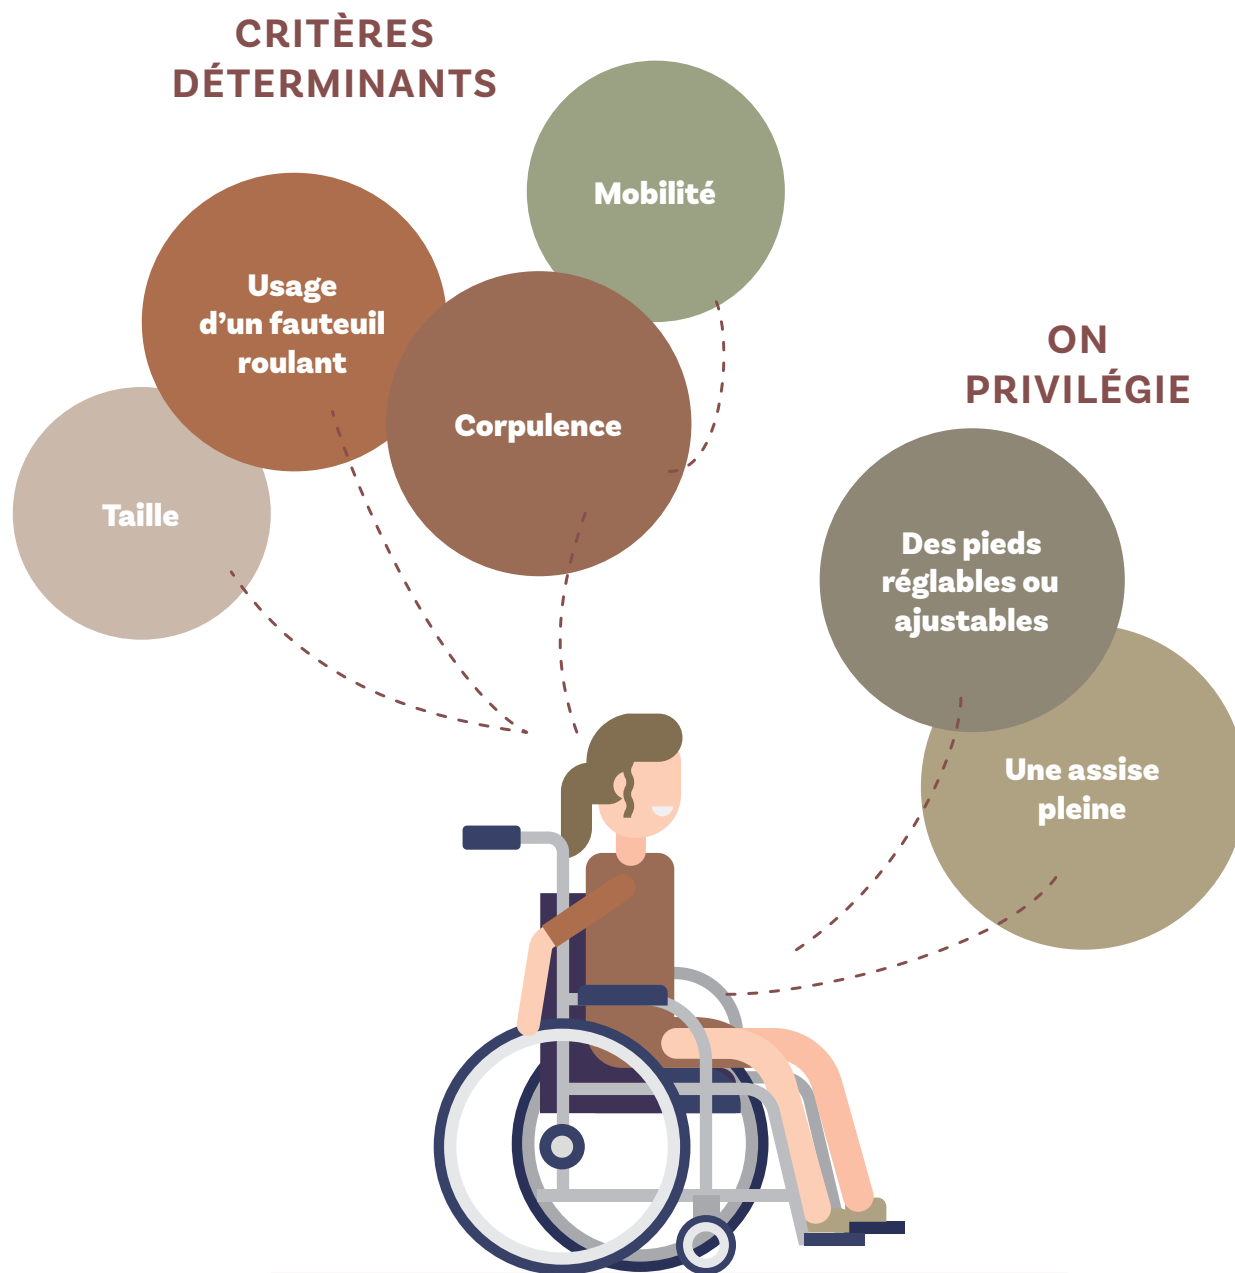 CRITÈRES
DÉTERMINANTS
Mobilité
Usage
d’un fauteuil
roulant
Corpulence
Taille
ON
PRIVILÉGIE
Des pieds
réglables ou
ajustables
Une assise
pleine